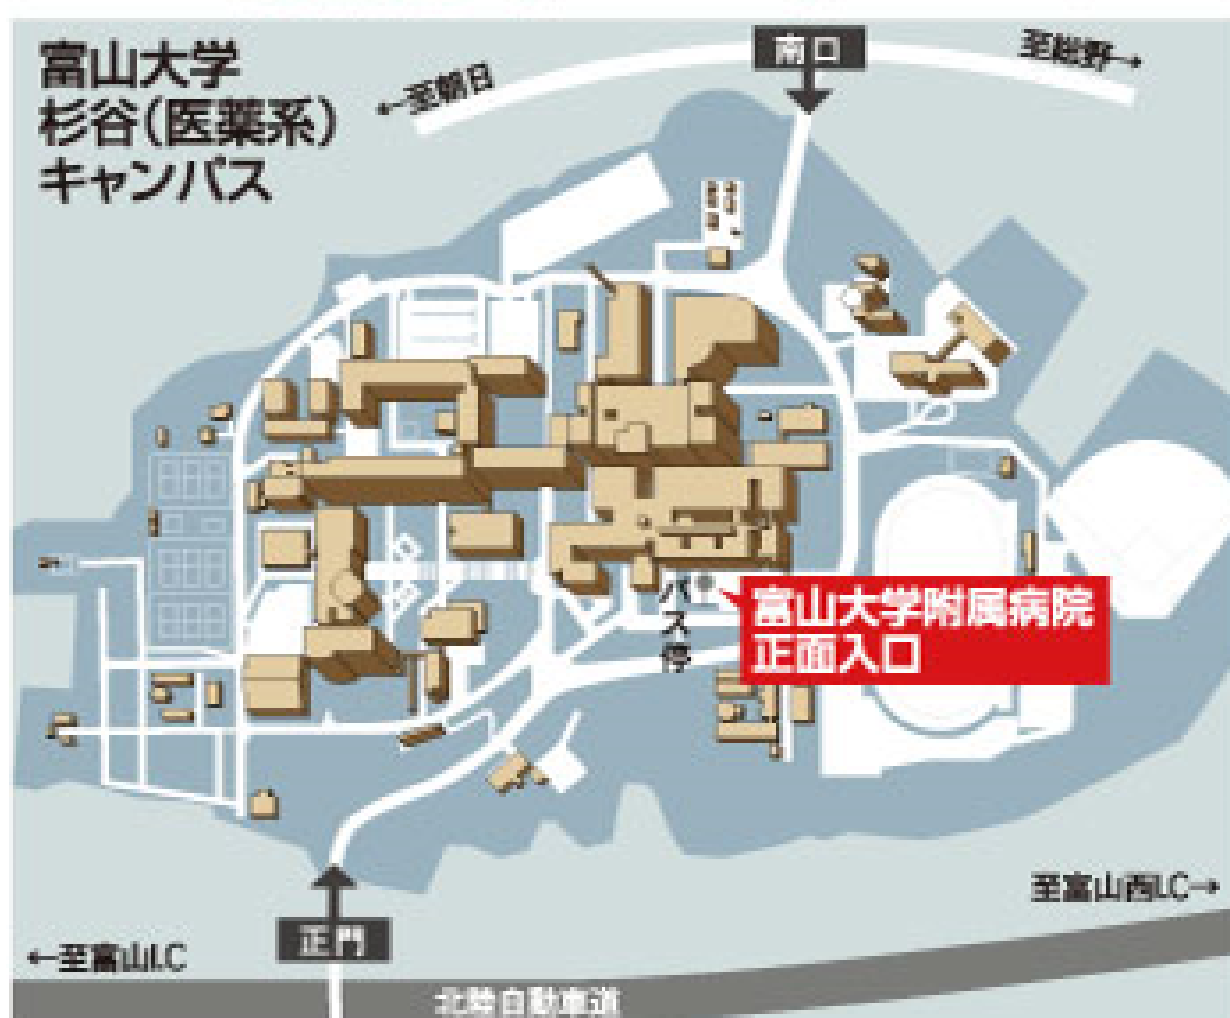 富山大学
杉谷(医薬系)
キャンパス
←至朝日
南口
至総野→
バス停
富山大学附属病院
正面入口
至富山西I.C→
正門
←至富山I.C
北陸自動車道